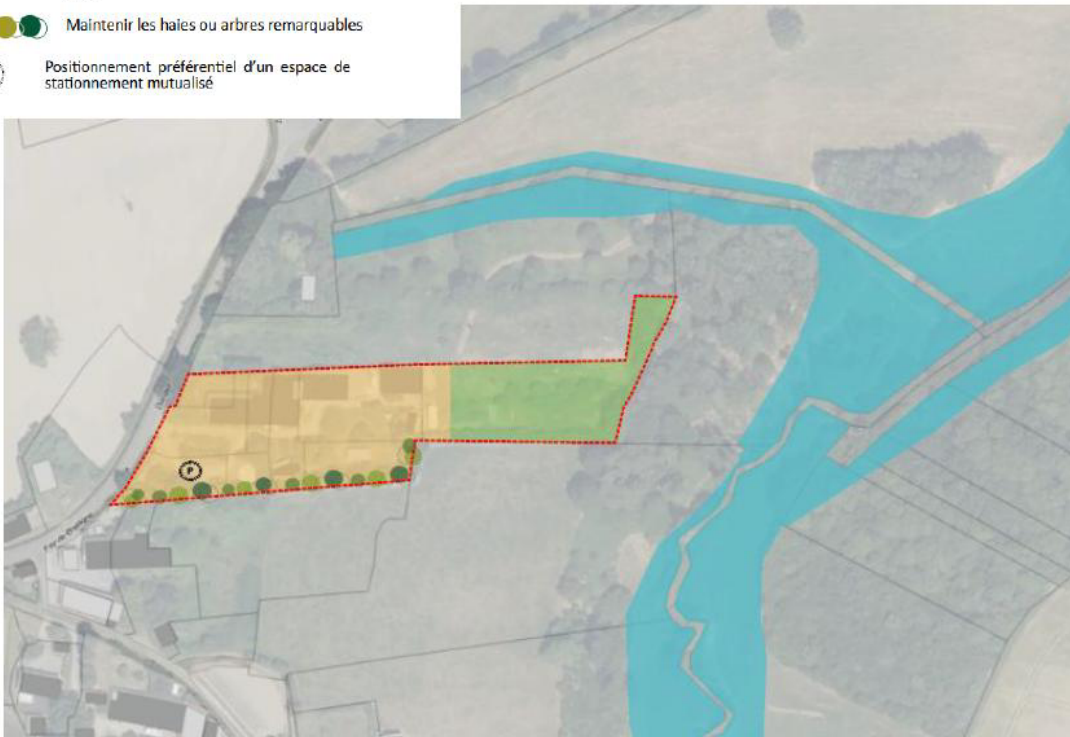 Maintenir les haies ou arbres remarquables
Positionnement préférentiel d'un espace de
stationnement mutualisé
P